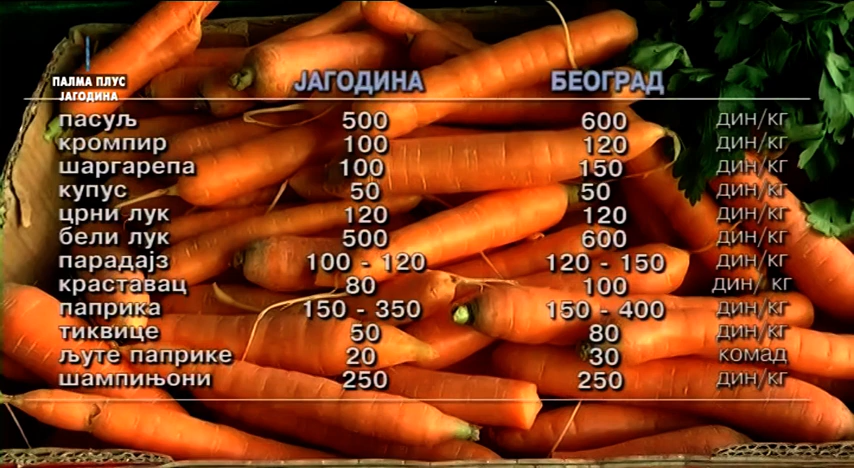 ПАЛМА ПЛУС
ЈАГОДИНА
ЈАГОДИНА БЕОГРАД
пасуљ 500 600 дин/кг
кромпир 100 120 дин/кг
шаргарепа 100 150 дин/кг
купус 50 50 дин/кг
црни лук 120 120 дин/кг
бели лук 500 600 дин/кг
парадајз 100 - 120 120 - 150 дин/кг
краставац 80 100 дин/кг
паприка 150 - 350 150 - 400 дин/кг
тиквице 50 80 дин/кг
љуте паприке 20 30 комад
шампињони 250 250 дин/кг